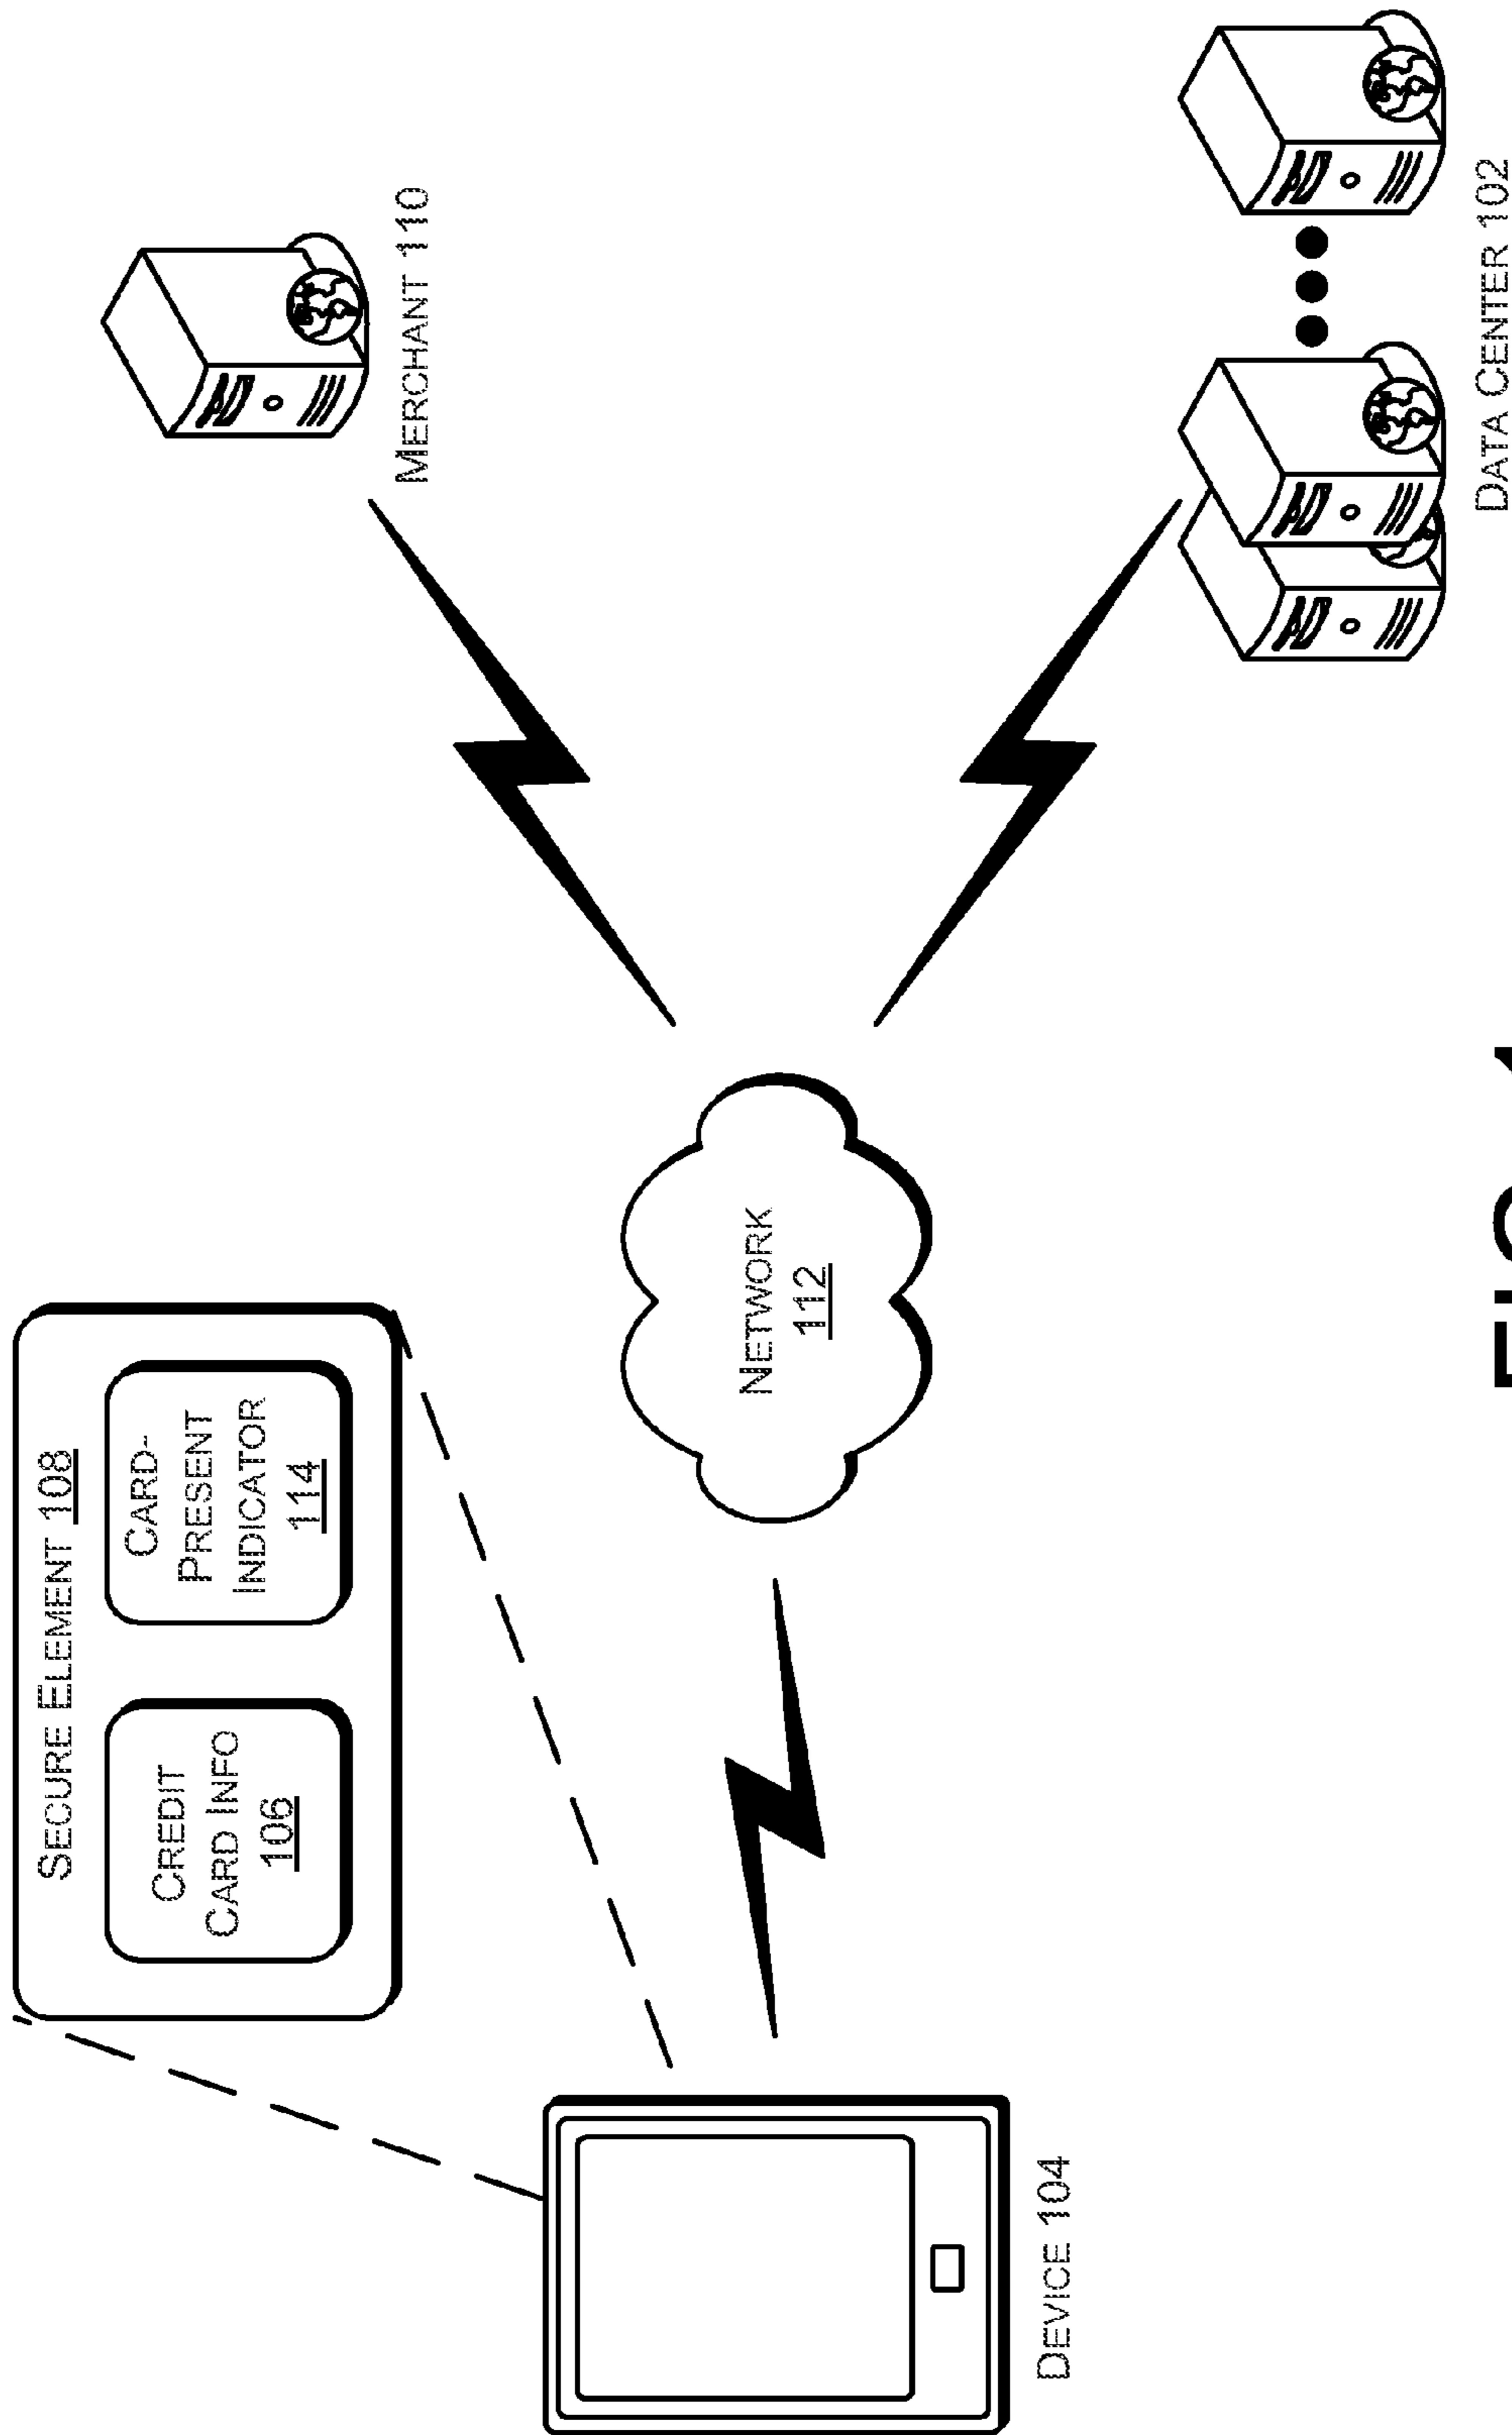 SECURE ELEMENT 108
CREDIT
CARD INFO
106
CARD-
PRESENT
INDICATOR
114
MERCHANT 110
NETWORK
112
DEVICE 104
DATA CENTER 102